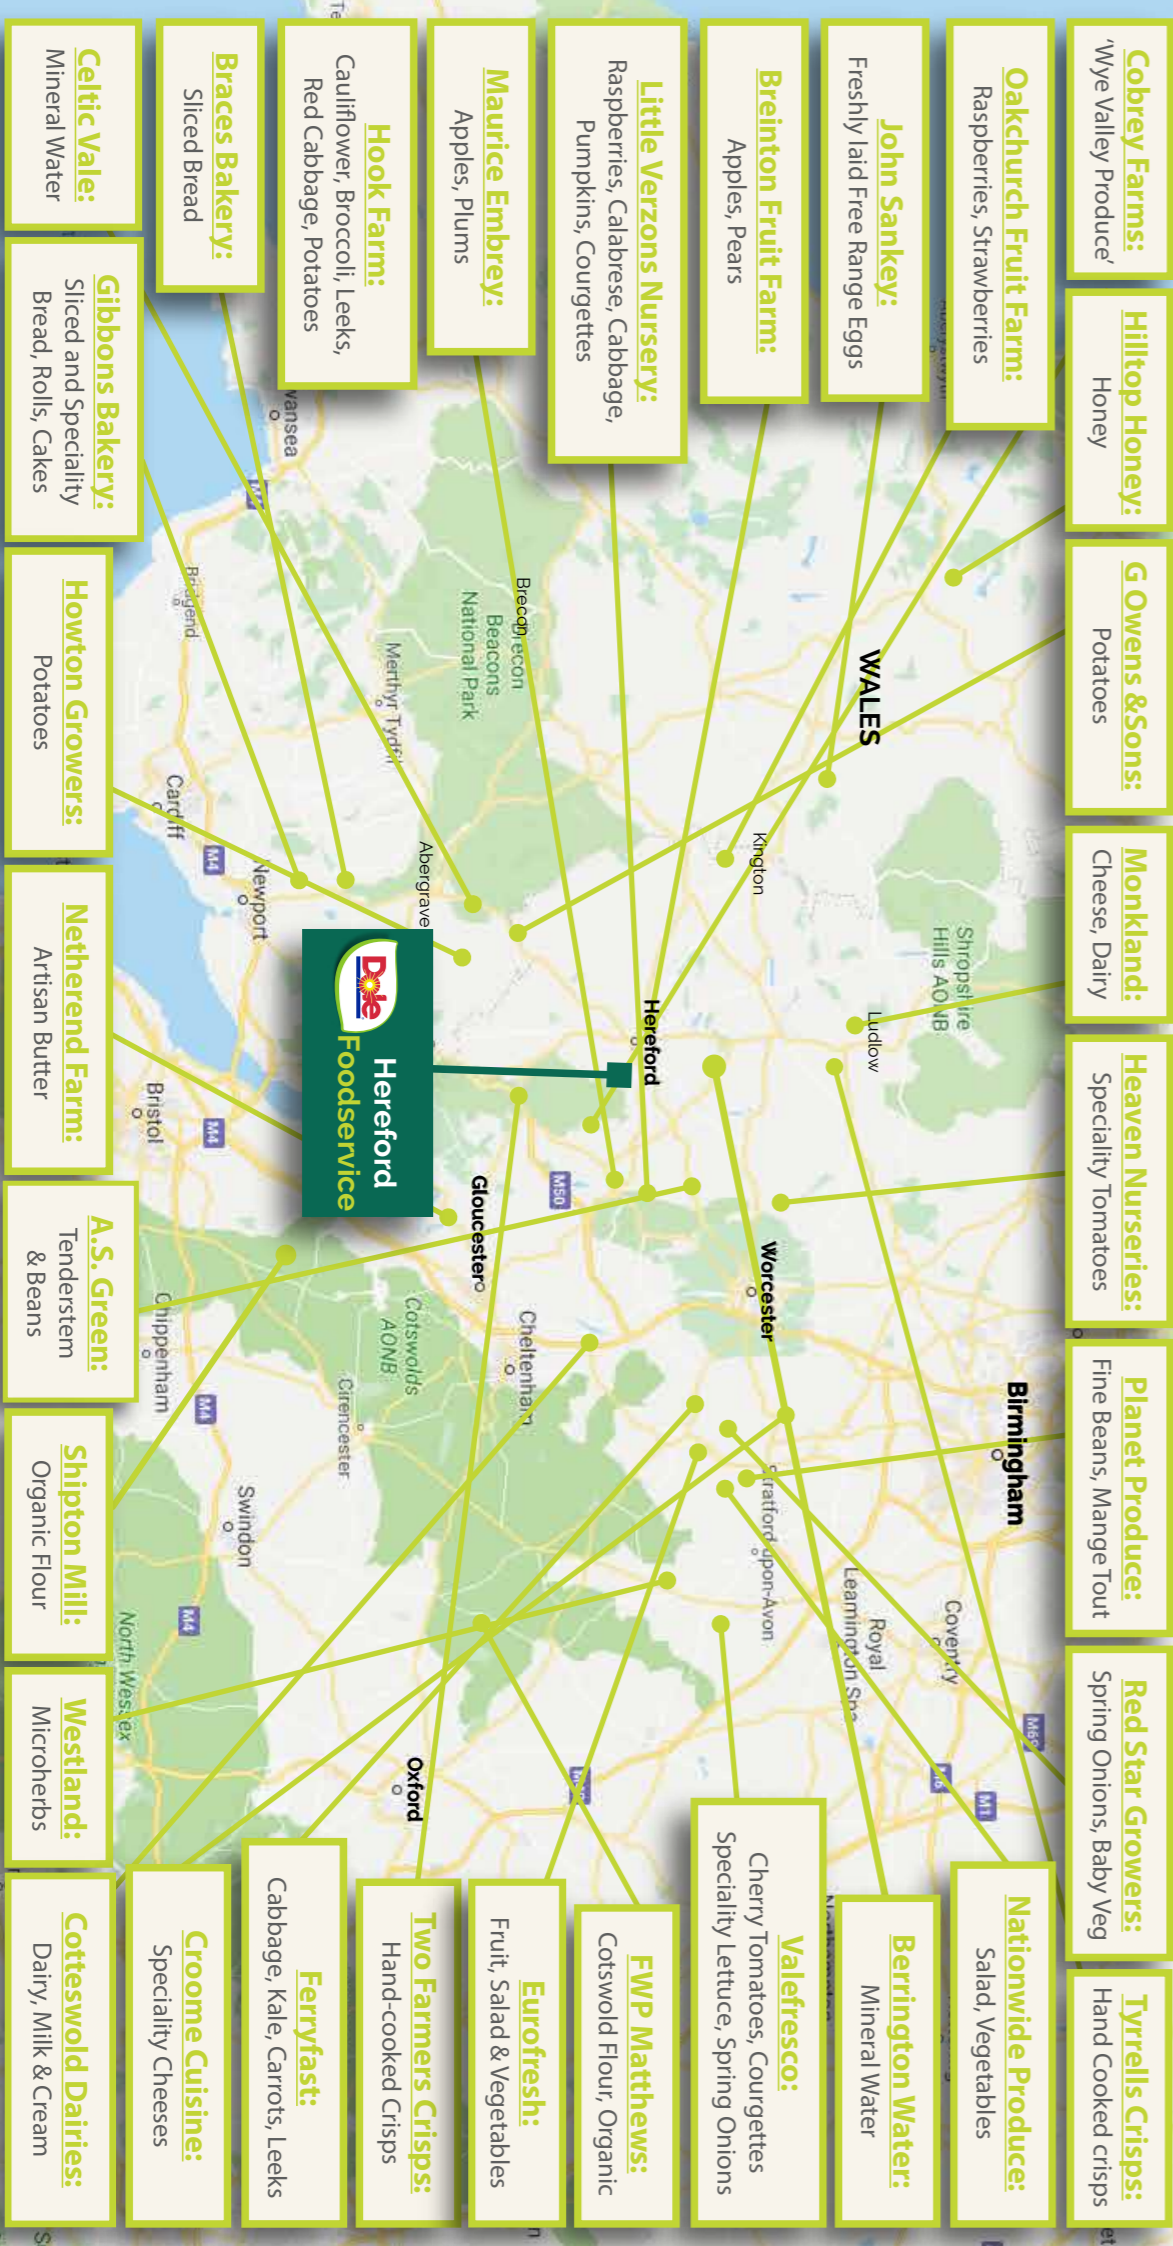 Cobrey Farms:
'Wye Valley Produce'
Hilltop Honey:
Honey
G Owens & Sons:
Potatoes
Monkland:
Cheese, Dairy
Heaven Nurseries:
Speciality Tomatoes
Planet Produce:
Fine Beans, Mange Tout
Red Star Growers:
Spring Onions, Baby Veg
Tyrrells Crisps:
Hand Cooked crisps
Oakchurch Fruit Farm:
Raspberries, Strawberries
John Sankey:
Freshly laid Free Range Eggs
Breinton Fruit Farm:
Apples, Pears
Little Verzons Nursery:
Raspberries, Calabrese, Cabbage,
Pumpkins, Courgettes
Maurice Embrey:
Apples, Plums
Hook Farm:
Cauliflower, Broccoli, Leeks,
Red Cabbage, Potatoes
Braces Bakery:
Sliced Bread
Celtic Vale:
Mineral Water
Gibbons Bakery:
Sliced and Speciality
Bread, Rolls, Cakes
Howton Growers:
Potatoes
Netherend Farm:
Artisan Butter
A.S. Green:
Tenderstem
& Beans
Shipton Mill:
Organic Flour
Westland:
Microherbs
Cotteswold Dairies:
Dairy, Milk & Cream
Croome Cuisine:
Speciality Cheeses
Ferryfast:
Cabbage, Kale, Carrots, Leeks
Two Farmers Crisps:
Hand-cooked Crisps
Eurofresh:
Fruit, Salad & Vegetables
FWP Matthews:
Cotswold Flour, Organic
Valefresco:
Cherry Tomatoes, Courgettes
Speciality Lettuce, Spring Onions
Berrington Water:
Mineral Water
Nationwide Produce:
Salad, Vegetables
WALES
Shropshire
Hills AONB
Ludlow
Kington
Birmingham
Coventry
Royal
Leamington Spa
upon-Avon
Worcester
Hereford
Brecon
Brecon
Beacons
National Park
Merthyr Tydfil
Bridgend
Cardiff
Newport
M4
Bristol
M4
M50
Gloucester
Cheltenham
Cotswolds
AONB
Cirencester
Chippenham
M4
Swindon
M4
North Wessex
Oxford
M1
Dole
Hereford
Foodservice